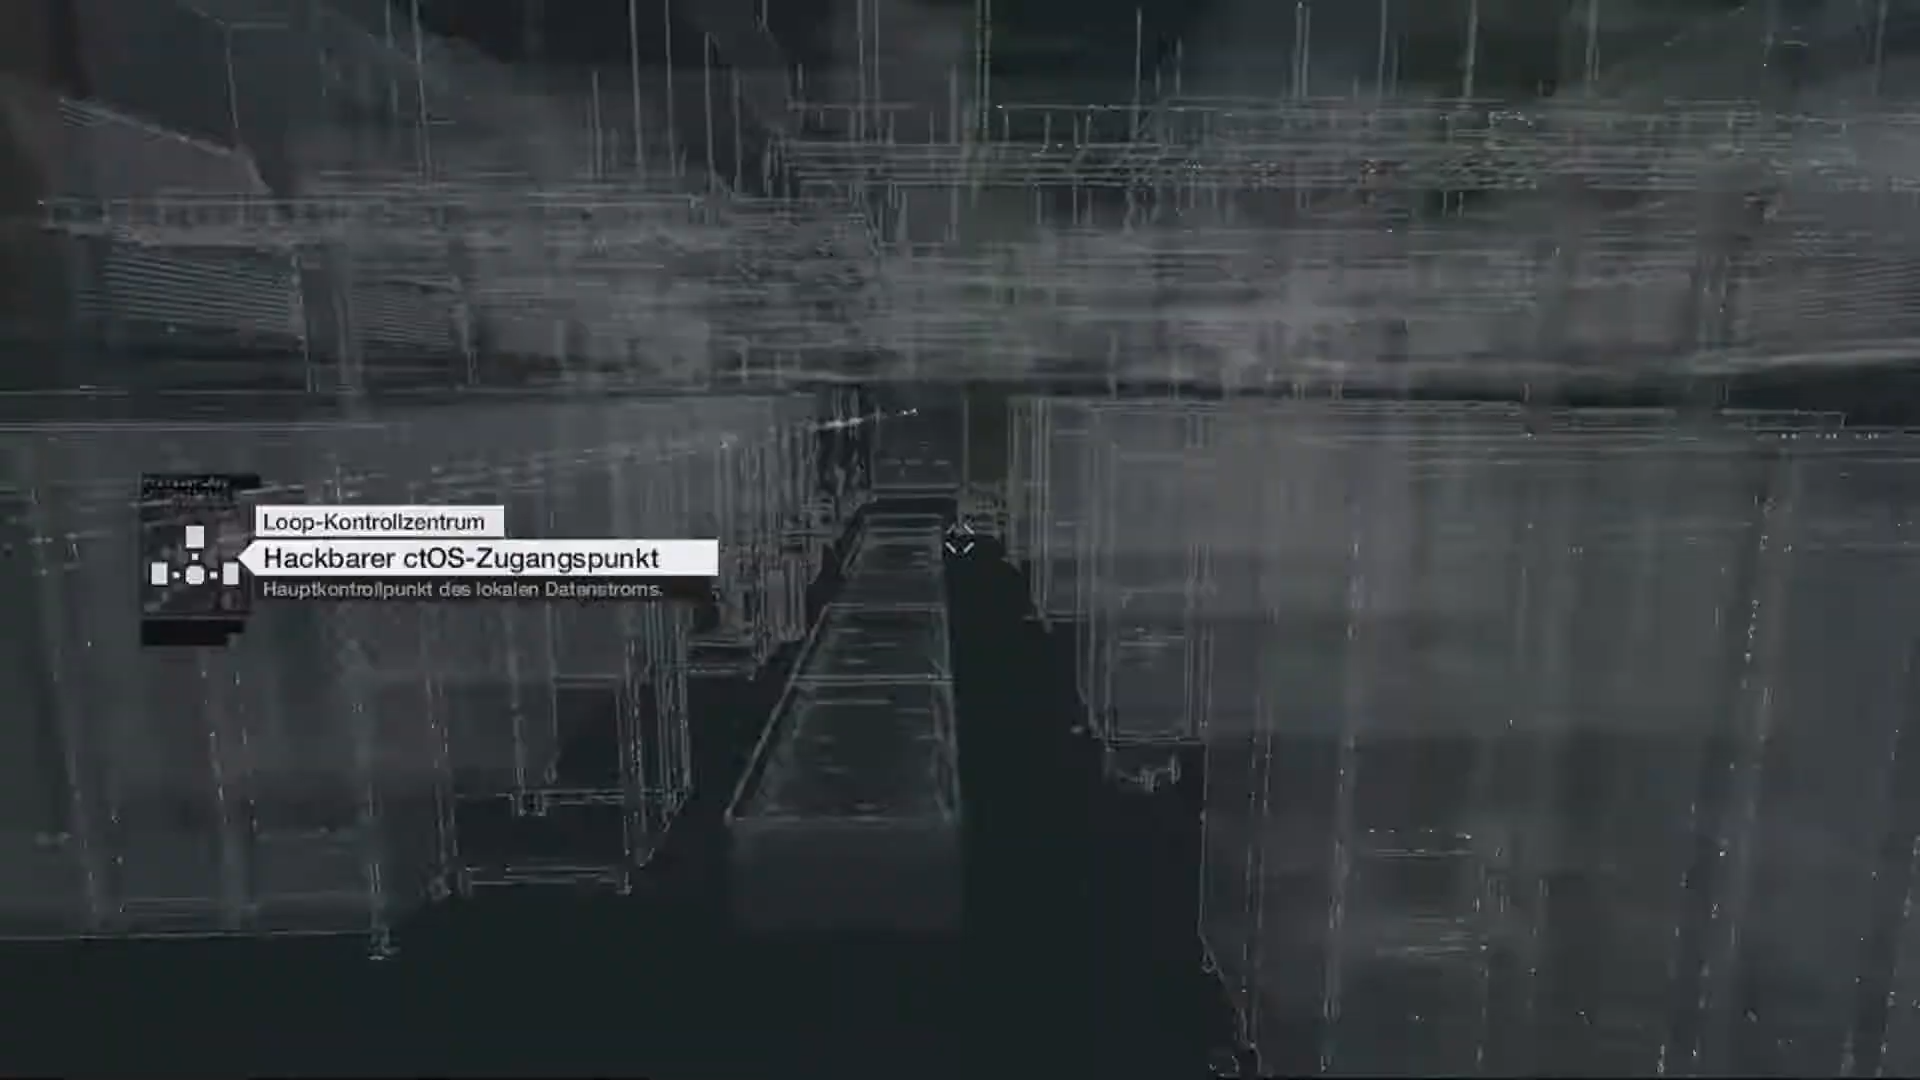 Loop-Kontrollzentrum
Hackbarer ctOS-Zugangspunkt
Hauptkontrollpunkt des lokalen Datenstroms.